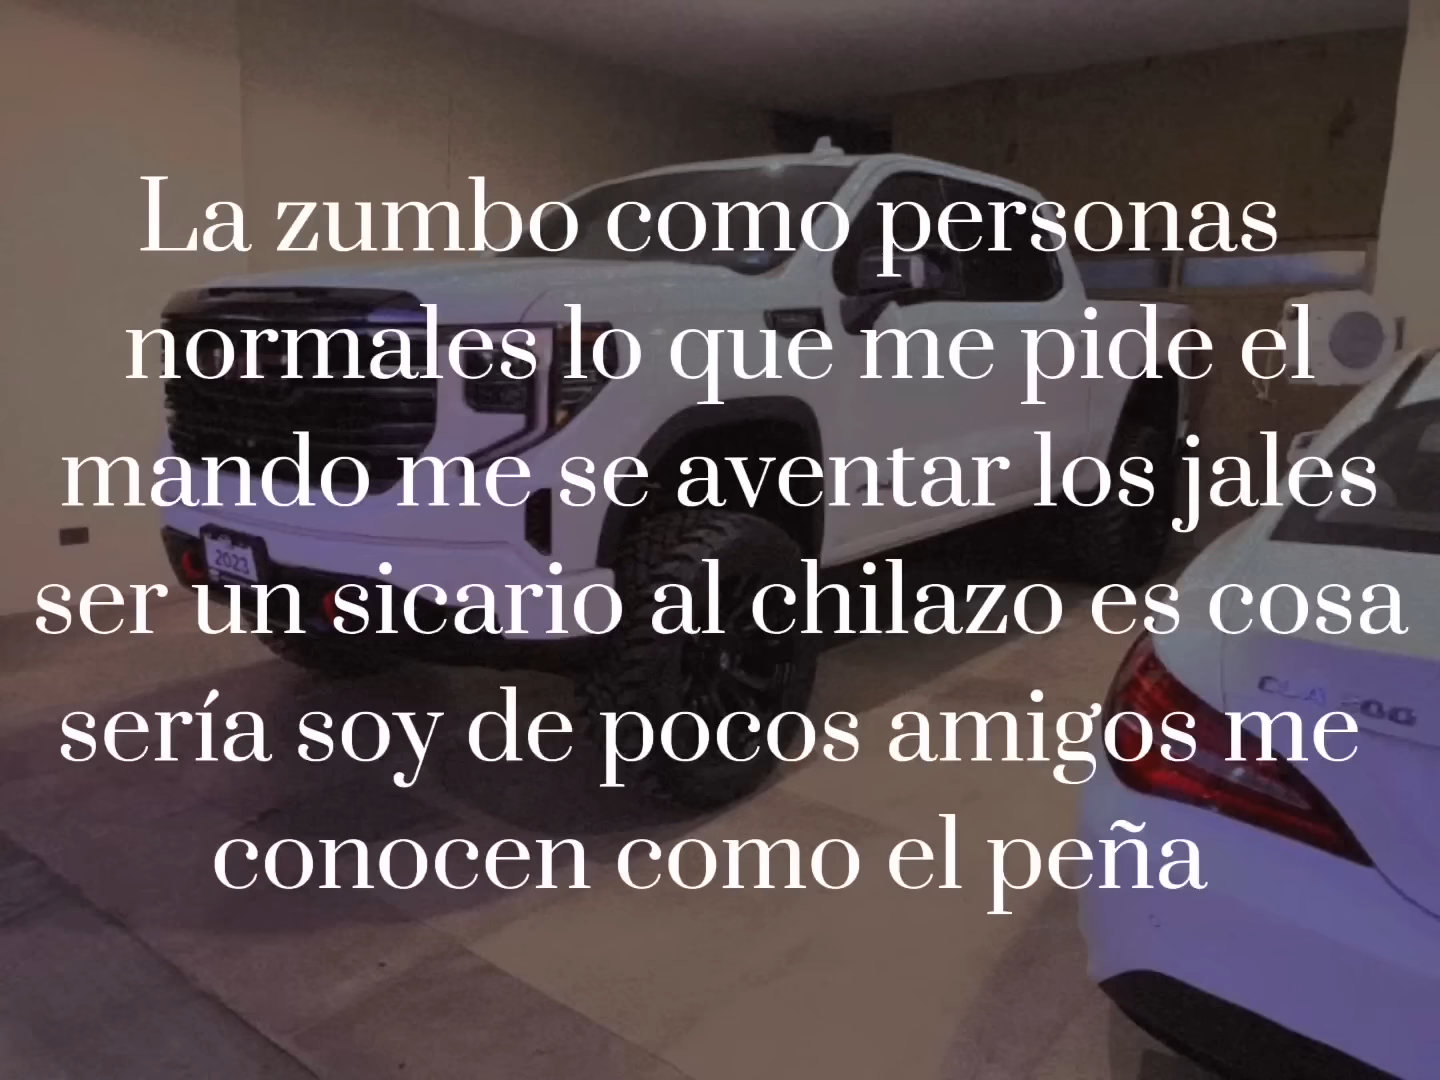 La zumbo como personas
normales lo que me pide el
mando me se aventar los jales
ser un sicario al chilazo es cosa
sería soy de pocos amigos me
conocen como el peña
2023